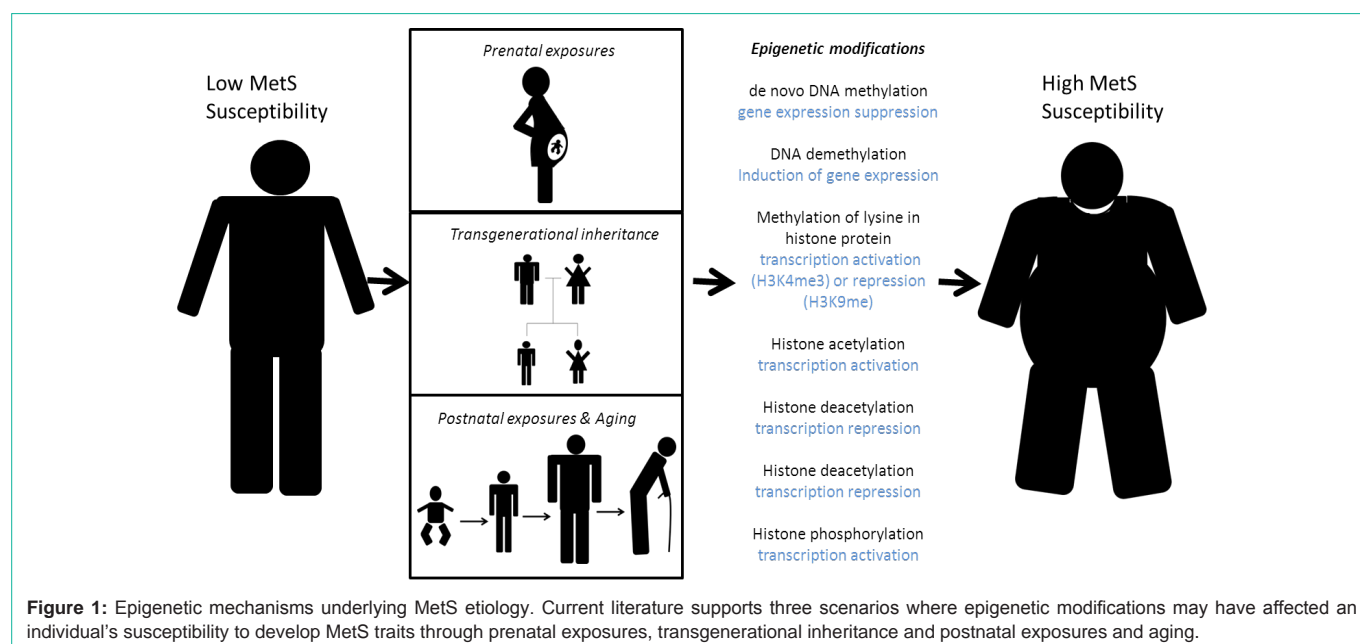 Low MetS
Susceptibility
Prenatal exposures
Transgenerational inheritance
Postnatal exposures & Aging
Epigenetic modifications
de novo DNA methylation
gene expression suppression
DNA demethylation
Induction of gene expression
Methylation of lysine in
histone protein
transcription activation
(H3K4me3) or repression
(H3K9me)
Histone acetylation
transcription activation
Histone deacetylation
transcription repression
Histone deacetylation
transcription repression
Histone phosphorylation
transcription activation
High MetS
Susceptibility
Figure 1: Epigenetic mechanisms underlying MetS etiology. Current literature supports three scenarios where epigenetic modifications may have affected an
individual's susceptibility to develop MetS traits through prenatal exposures, transgenerational inheritance and postnatal exposures and aging.